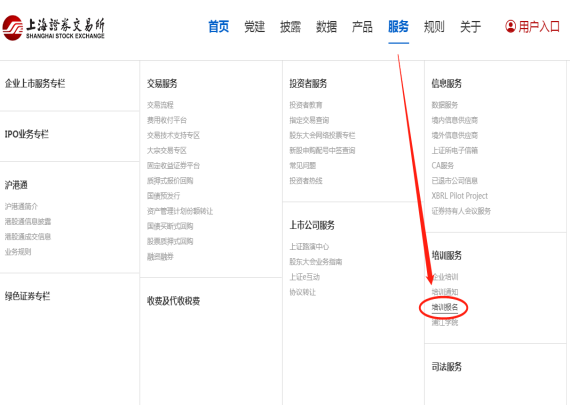 上海證券交易所
SHANGHAI STOCK EXCHANGE
首页 党建 披露 数据 产品 服务 规则 关于 用户入口
企业上市服务专栏
IPO业务专栏
沪港通
沪港通简介
港股通信息披露
港股通成交信息
业务规则
绿色证券专栏
交易服务
交易流程
费用收付平台
交易技术支持专区
大宗交易专区
固定收益证券平台
质押式报价回购
国债预发行
资产管理计划份额转让
国债买断式回购
股票质押式回购
融资融券
收费及代收税费
投资者服务
投资者教育
指定交易查询
股东大会网络投票专栏
新股申购配号中签查询
常见问题
投资者热线
上市公司服务
上证路演中心
股东大会业务指南
上证e互动
协议转让
信息服务
数据服务
境内信息供应商
境外信息供应商
上证所电子信箱
CA服务
已退市公司信息
XBRL Pilot Project
证券持有人会议服务
培训服务
企业培训
培训通知
培训报名
浦江学院
司法服务